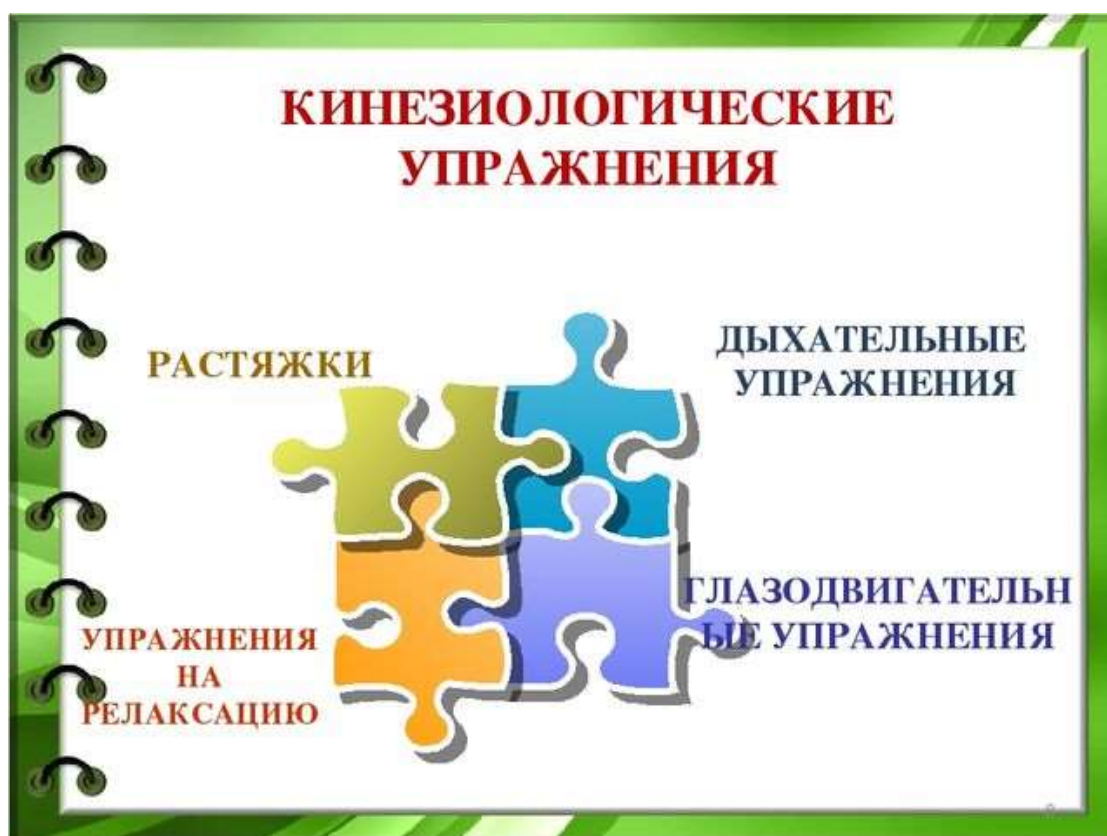 КИНЕЗИОЛОГИЧЕСКИЕ
УПРАЖНЕНИЯ
РАСТЯЖКИ
ДЫХАТЕЛЬНЫЕ
УПРАЖНЕНИЯ
УПРАЖНЕНИЯ
НА
РЕЛАКСАЦИЮ
ГЛАЗОДВИГАТЕЛЬН
ЫЕ УПРАЖНЕНИЯ